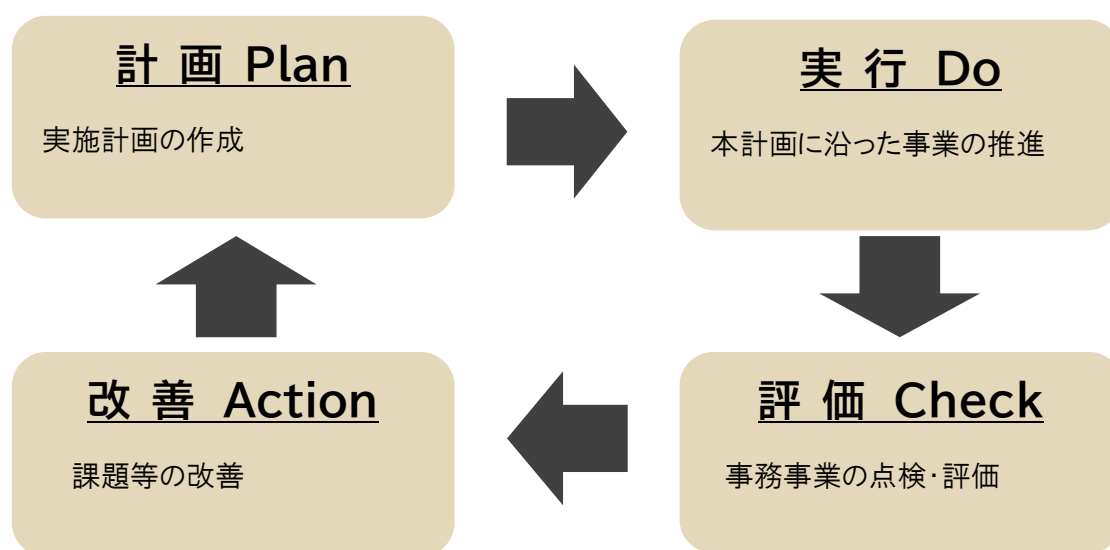 計 画 Plan
実施計画の作成
実 行 Do
本計画に沿った事業の推進
改 善 Action
課題等の改善
評 価 Check
事務事業の点検・評価